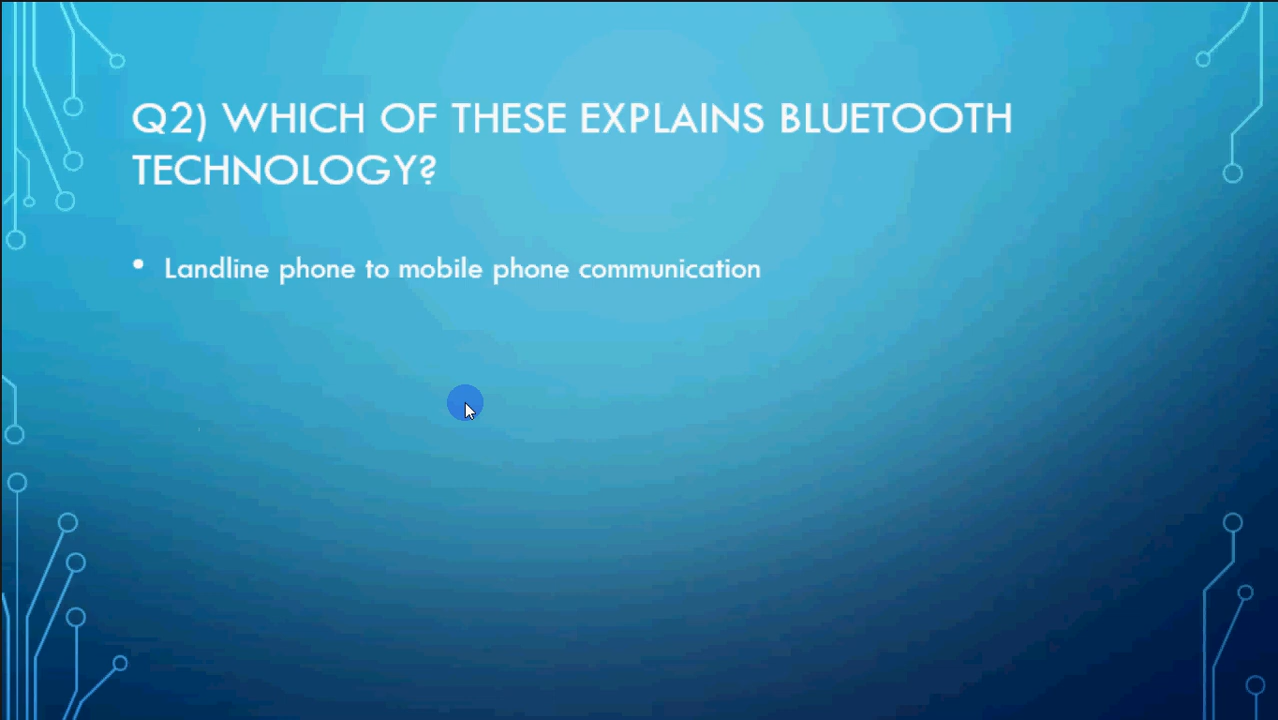 Q2) WHICH OF THESE EXPLAINS BLUETOOTH
TECHNOLOGY?
• Landline phone to mobile phone communication